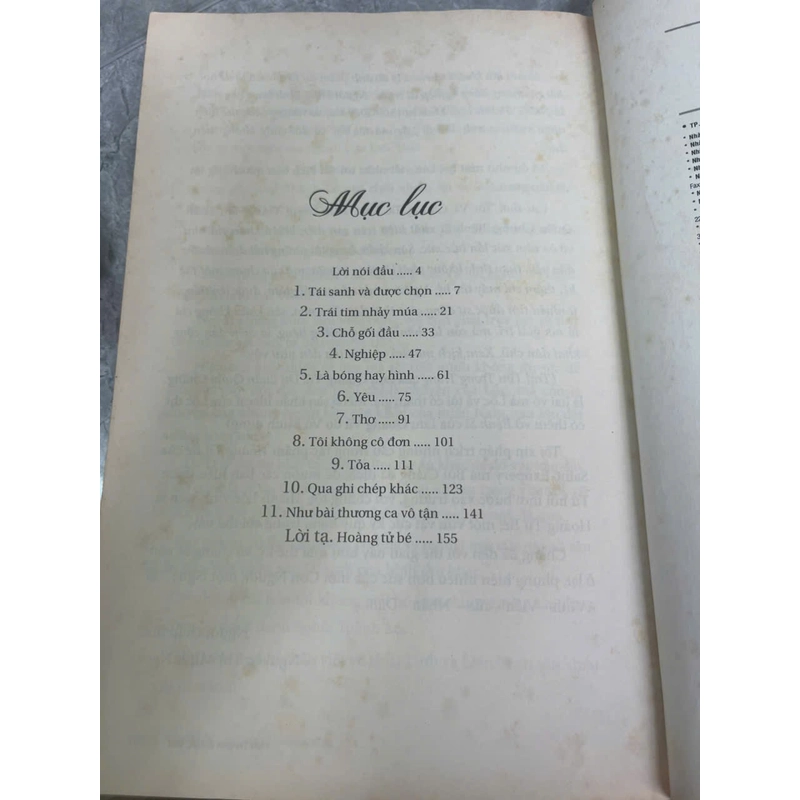 Mục lục
Lời nói đầu ..... 4
1. Tái sanh và được chọn ..... 7
2. Trái tim nhảy múa ..... 21
3. Chỗ gối đầu ..... 33
4. Nghiệp ..... 47
5. Là bóng hay hình ..... 61
6. Yêu ..... 75
7. Thơ ..... 91
8. Tôi không cô đơn ..... 101
9. Tỏa ..... 111
10. Qua ghi chép khác ..... 123
11. Như bài thương ca vô tận ..... 141
Lời tạ. Hoàng tử bé ..... 155